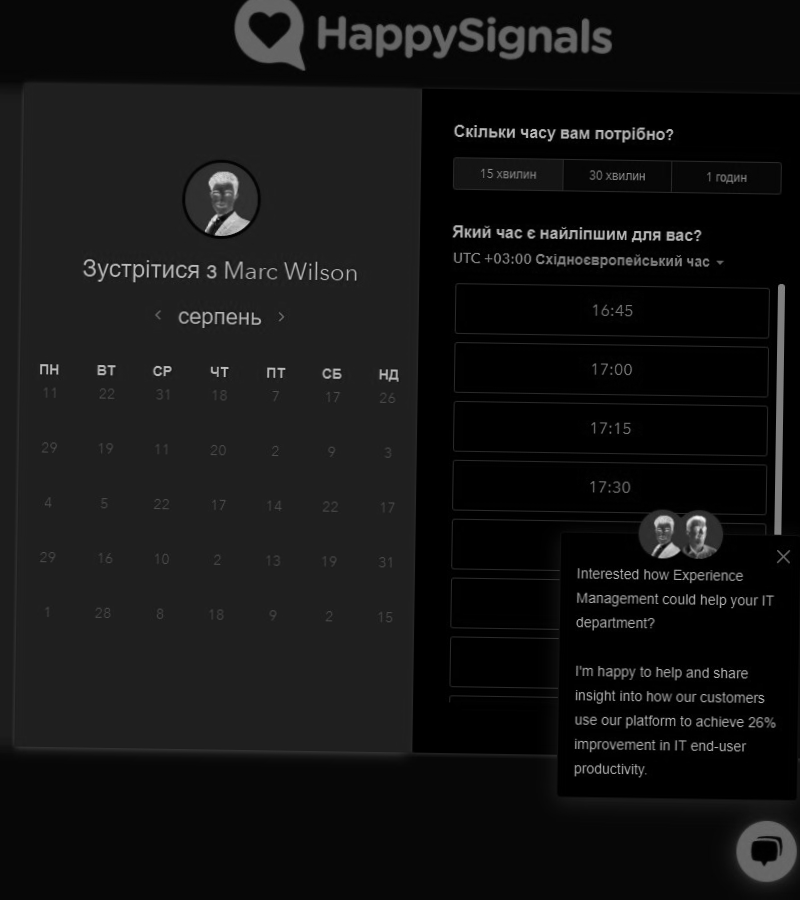 HappySignals
Зустрітися з Marc Wilson
серпень
ПН ВТ СР ЧТ ПТ СБ НД
11 22 31 18 7 17 26
29 19 11 20 2 9 3
4 5 22 17 14 22 17
29 16 10 2 13 19 31
1 28 8 18 9 2 15
Скільки часу вам потрібно?
15 хвилин 30 хвилин 1 годин
Який час є найліпшим для вас?
UTC +03:00 Східноєвропейський час
16:45
17:00
17:15
17:30
Interested how Experience
Management could help your IT
department?
I'm happy to help and share
insight into how our customers
use our platform to achieve 26%
improvement in IT end-user
productivity.